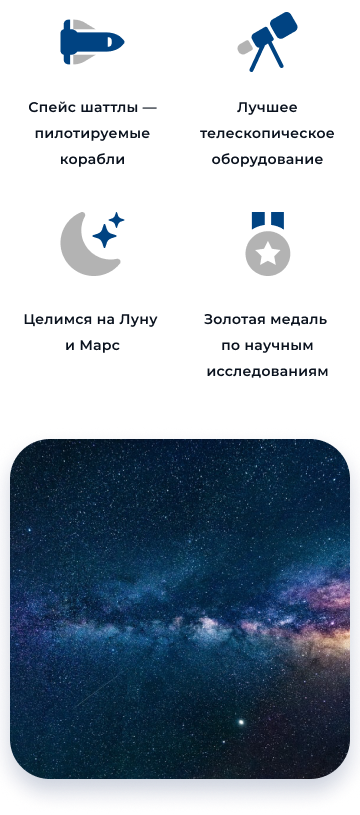 Спейс шаттлы —
пилотируемые
корабли
Лучшее
телескопическое
оборудование
Целимся на Луну
и Марс
Золотая медаль
по научным
исследованиям